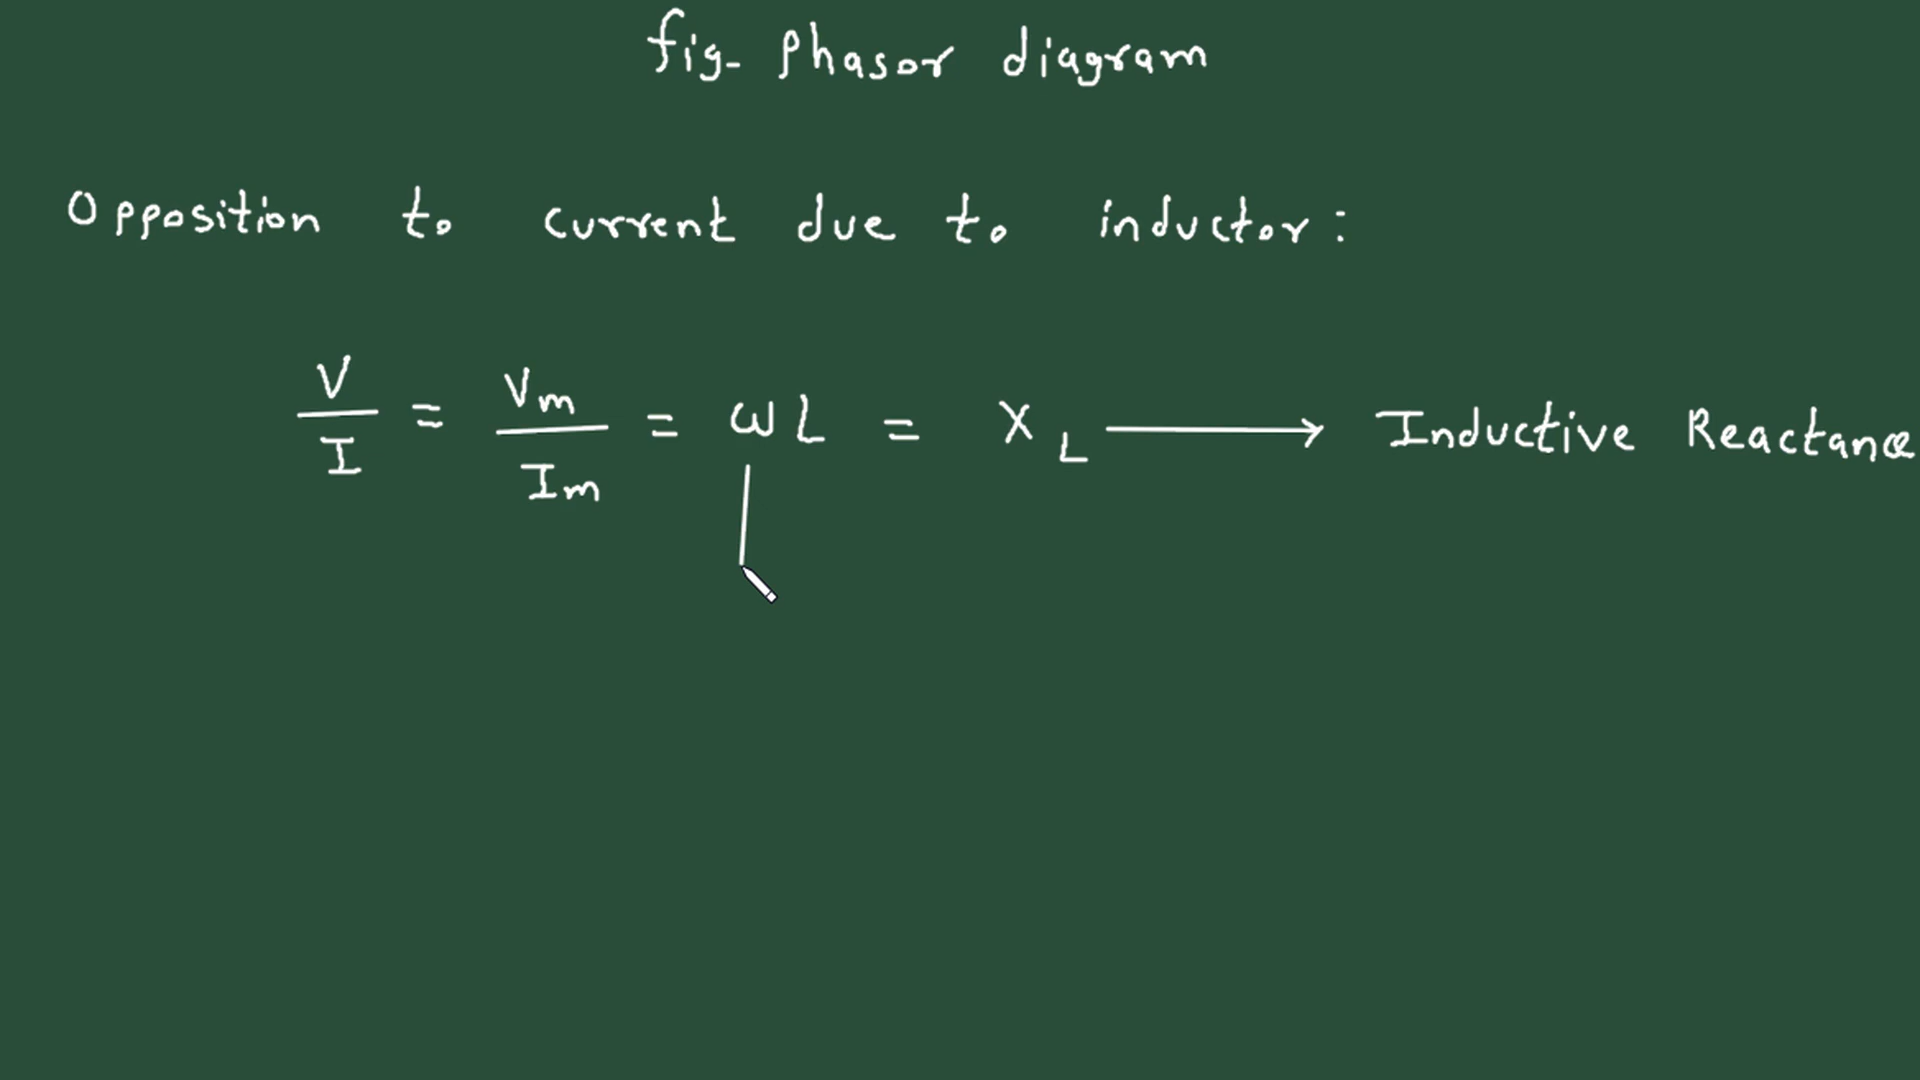 fig- Phasor diagram
Opposition to current due to inductor:
V/I = Vm/Im = ωL = XL ⟶ Inductive Reactance